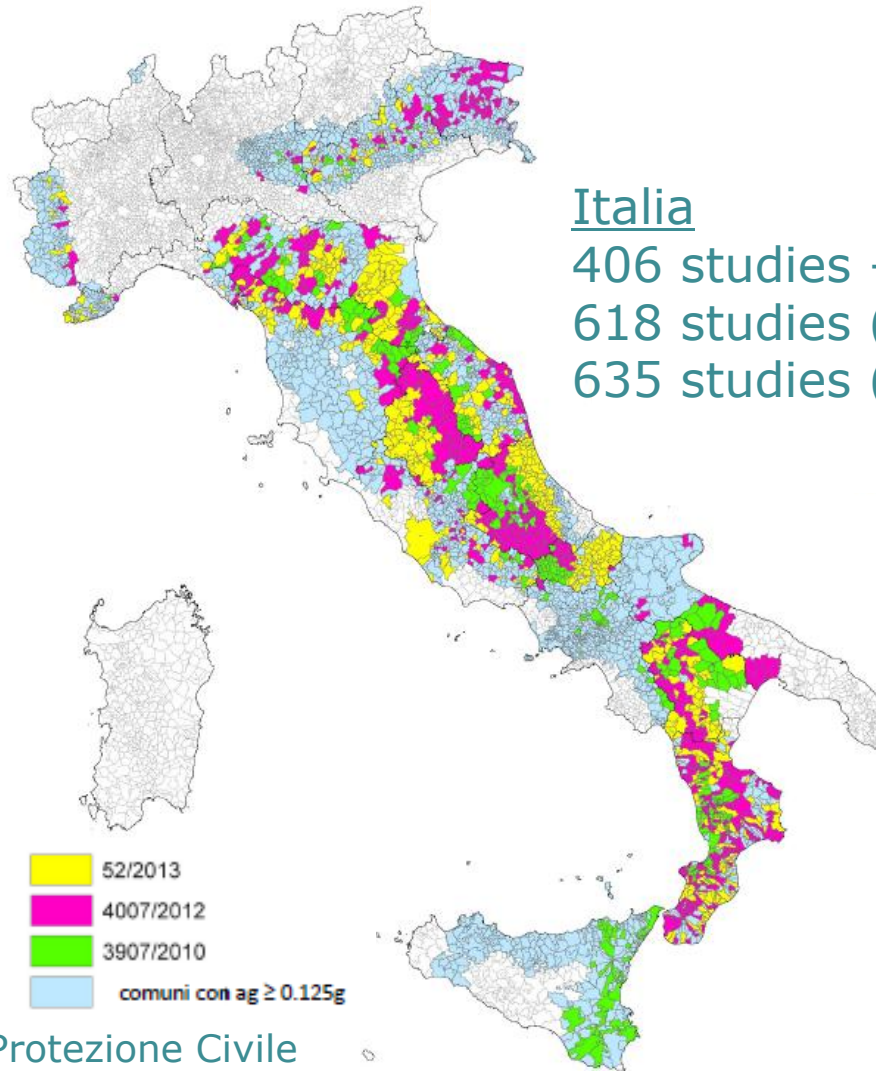 Italia
406 studies -
618 studies (
635 studies (
52/2013
4007/2012
3907/2010
comuni con ag ≥ 0.125g
Protezione Civile